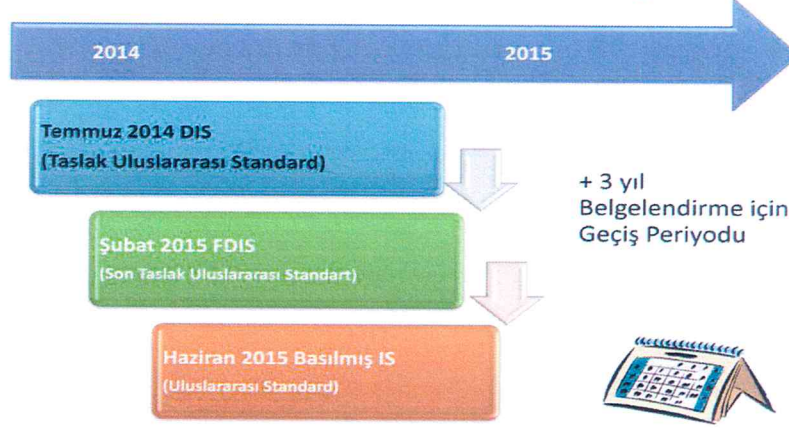 2014 2015
Temmuz 2014 DIS
(Taslak Uluslararası Standard)
+ 3 yıl
Belgelendirme için
Geçiş Periyodu
Şubat 2015 FDIS
(Son Taslak Uluslararası Standart)
Haziran 2015 Basılmış IS
(Uluslararası Standard)